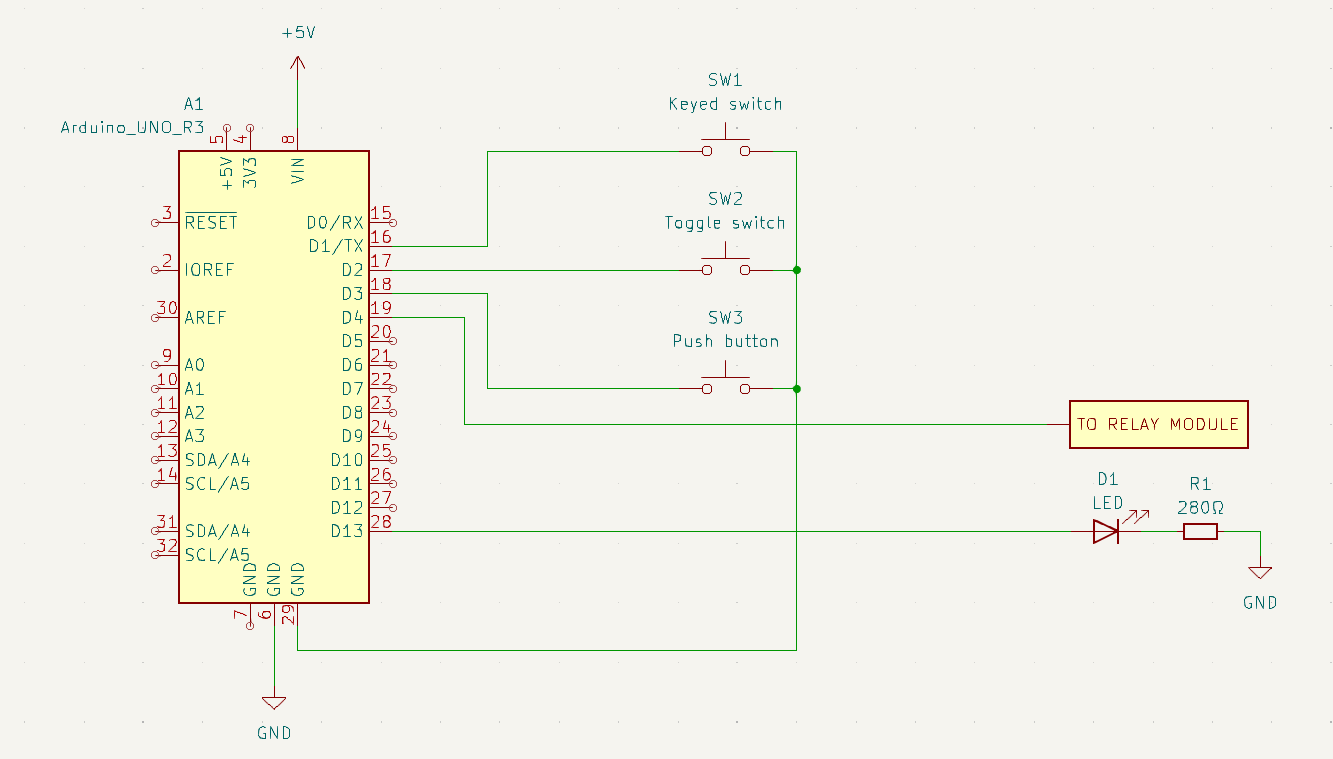 +5V
A1
Arduino_UNO_R3
5
4
8
+5V
3V3
VIN
3
RESET
2
IOREF
30
AREF
9
A0
10
A1
11
A2
12
A3
13
SDA/A4
14
SCL/A5
31
SDA/A4
32
SCL/A5
D0/RX
15
D1/TX
16
D2
17
D3
18
D4
19
D5
20
D6
21
D7
22
D8
23
D9
24
D10
25
D11
26
D12
27
D13
28
GND
GND
GND
7
6
29
GND
SW1
Keyed switch
SW2
Toggle switch
SW3
Push button
TO RELAY MODULE
D1
LED
R1
280Ω
GND